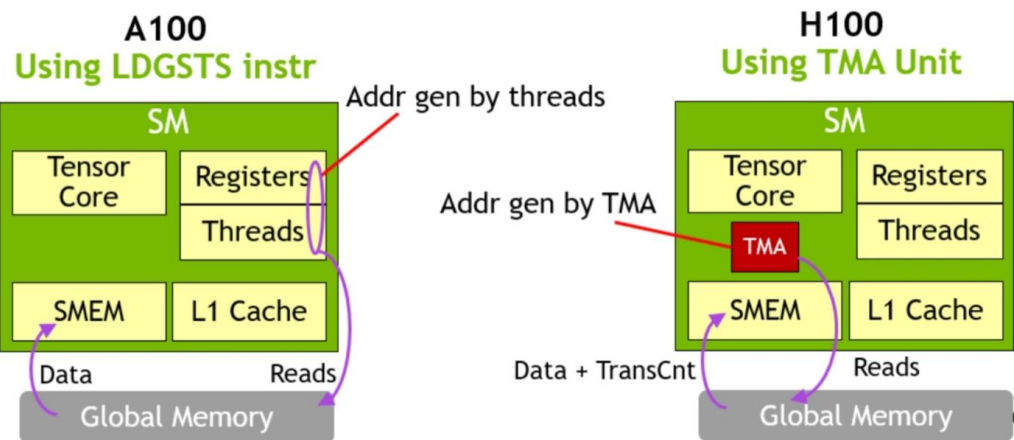 A100
Using LDGSTS instr
SM
Tensor
Core
Registers
Threads
SMEM
L1 Cache
Addr gen by threads
Data
Reads
Global Memory
H100
Using TMA Unit
SM
Tensor
Core
Registers
Threads
Addr gen by TMA
TMA
SMEM
L1 Cache
Data + TransCnt
Reads
Global Memory